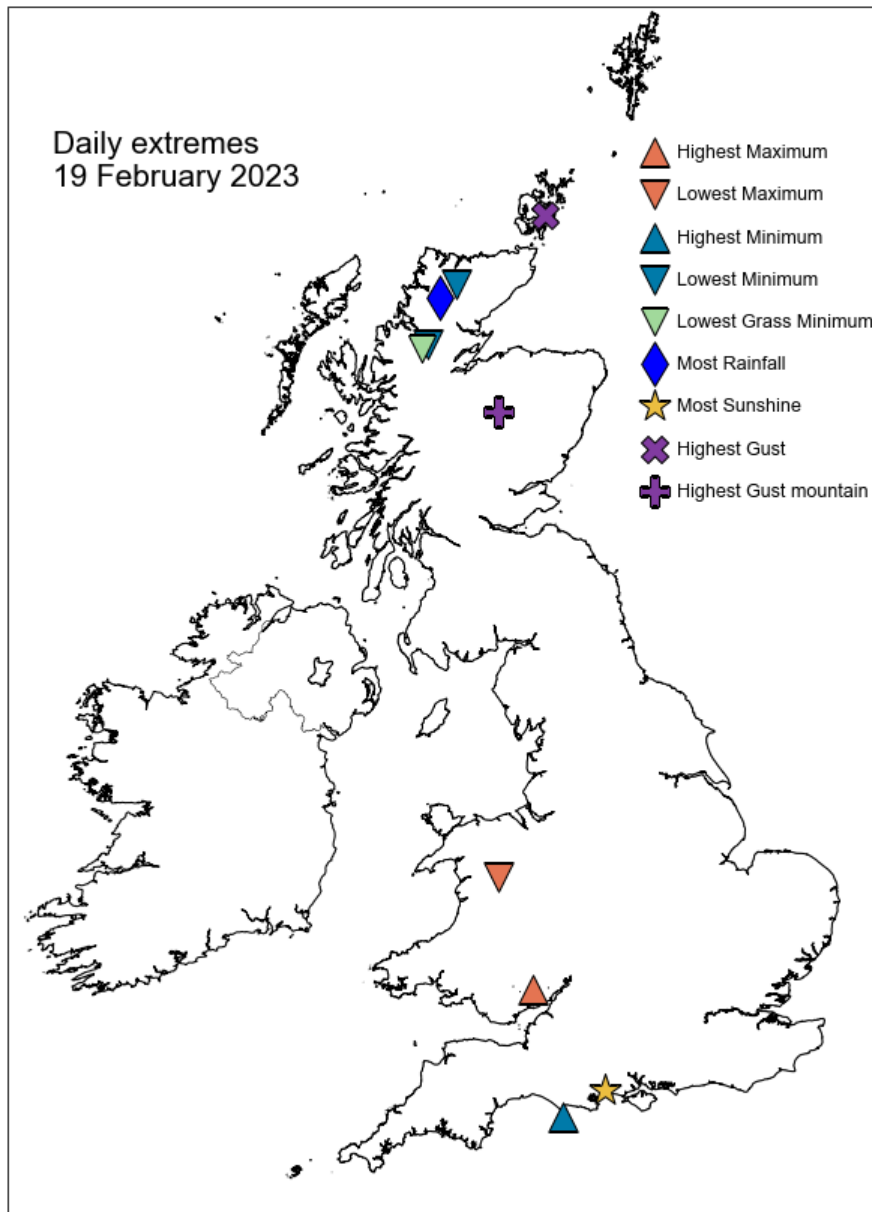 Daily extremes
19 February 2023
Highest Maximum
Lowest Maximum
Highest Minimum
Lowest Minimum
Lowest Grass Minimum
Most Rainfall
Most Sunshine
Highest Gust
Highest Gust mountain